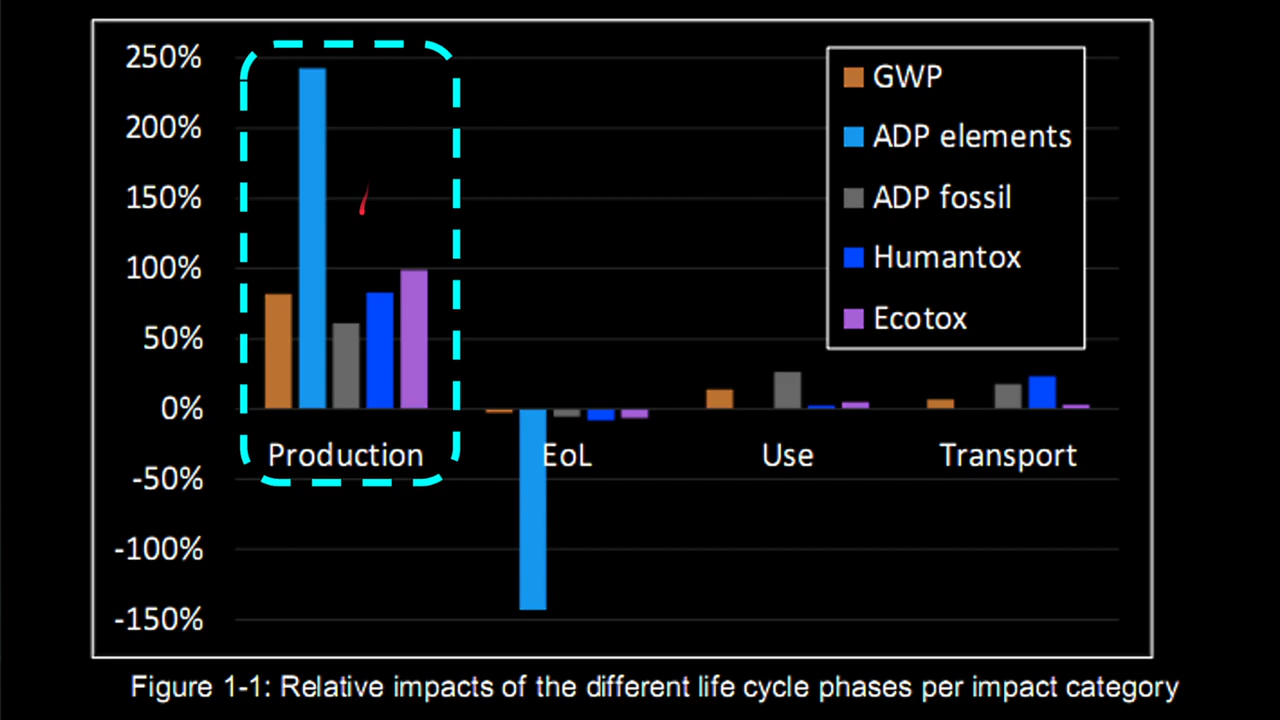 250%
200%
150%
100%
50%
0%
-50%
-100%
-150%
GWP
ADP elements
ADP fossil
Humantox
Ecotox
Production
EoL
Use
Transport
Figure 1-1: Relative impacts of the different life cycle phases per impact category